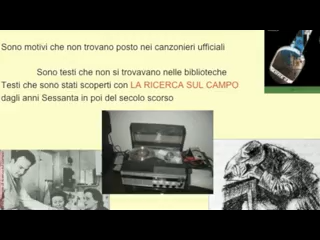 Sono motivi che non trovano posto nei canzonieri ufficiali
Sono testi che non si trovavano nelle biblioteche
Testi che sono stati scoperti con LA RICERCA SUL CAMPO
dagli anni Sessanta in poi del secolo scorso